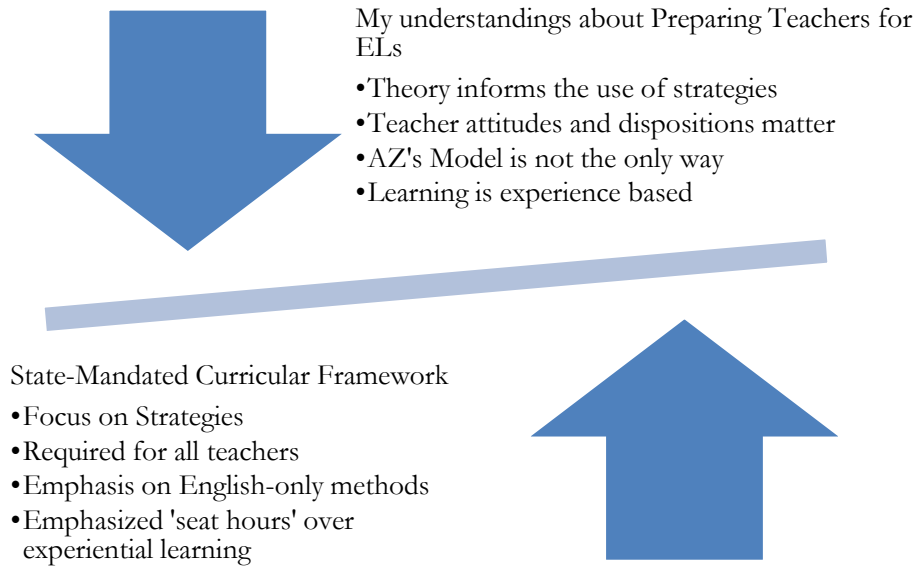 My understandings about Preparing Teachers for
ELs
•Theory informs the use of strategies
•Teacher attitudes and dispositions matter
•AZ's Model is not the only way
•Learning is experience based
State-Mandated Curricular Framework
•Focus on Strategies
•Required for all teachers
•Emphasis on English-only methods
•Emphasized 'seat hours' over
experiential learning